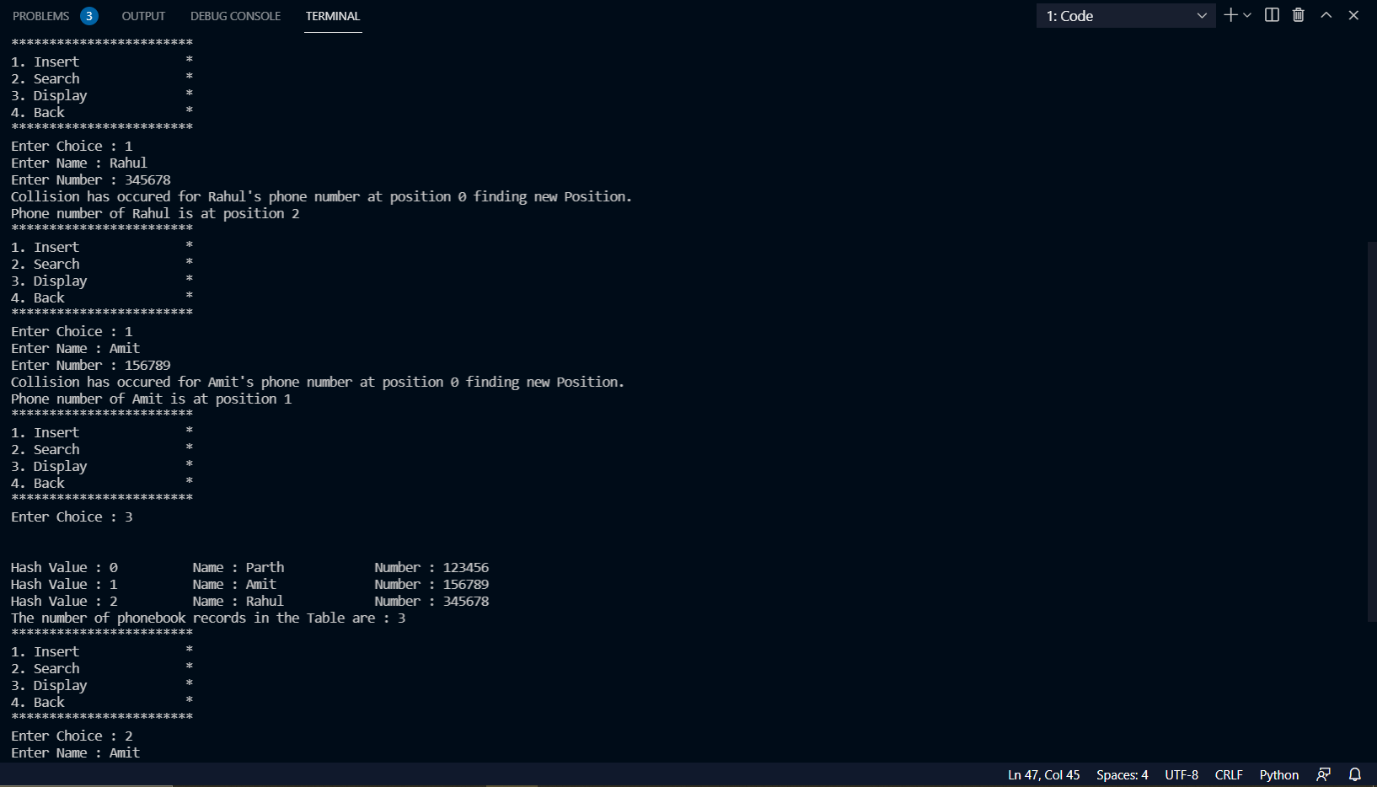 PROBLEMS 3 OUTPUT DEBUG CONSOLE TERMINAL 1: Code
************************
1. Insert *
2. Search *
3. Display *
4. Back *
************************
Enter Choice : 1
Enter Name : Rahul
Enter Number : 345678
Collision has occured for Rahul's phone number at position 0 finding new Position.
Phone number of Rahul is at position 2
************************
1. Insert *
2. Search *
3. Display *
4. Back *
************************
Enter Choice : 1
Enter Name : Amit
Enter Number : 156789
Collision has occured for Amit's phone number at position 0 finding new Position.
Phone number of Amit is at position 1
************************
1. Insert *
2. Search *
3. Display *
4. Back *
************************
Enter Choice : 3
Hash Value : 0 Name : Parth Number : 123456
Hash Value : 1 Name : Amit Number : 156789
Hash Value : 2 Name : Rahul Number : 345678
The number of phonebook records in the Table are : 3
************************
1. Insert *
2. Search *
3. Display *
4. Back *
************************
Enter Choice : 2
Enter Name : Amit
Ln 47, Col 45 Spaces: 4 UTF-8 CRLF Python